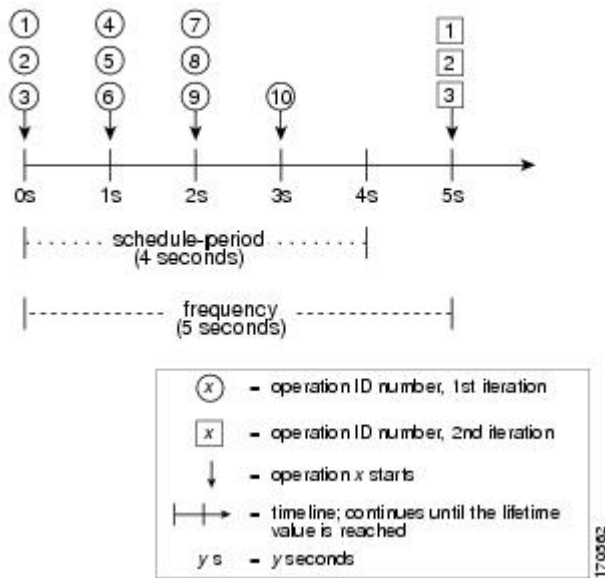 1 4 7 1
2 5 8 2
3 6 9 10 3
0s 1s 2s 3s 4s 5s
schedule-period
(4 seconds)
frequency
(5 seconds)
x = operation ID number, 1st iteration
x = operation ID number, 2nd iteration
= operation x starts
= timeline; continues until the lifetime
value is reached
y s = y seconds
170562